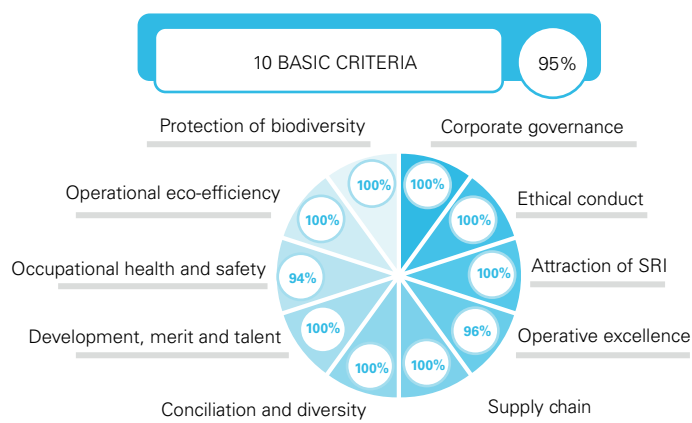 10 BASIC CRITERIA
95%
Protection of biodiversity
Corporate governance
100%
100%
Operational eco-efficiency
Ethical conduct
100%
100%
Occupational health and safety
Attraction of SRI
94%
100%
Development, merit and talent
Operative excellence
100%
96%
100%
100%
Conciliation and diversity
Supply chain